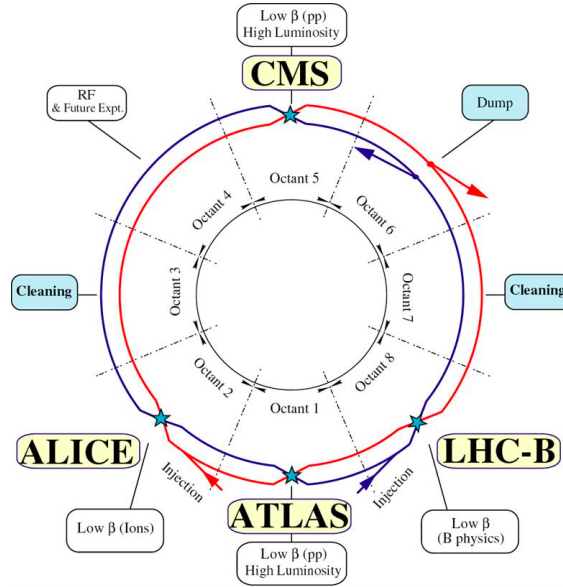 Low β (pp)
High Luminosity
CMS
RF
& Future Expt.
Dump
Octant 5
Octant 4
Octant 6
Octant 3
Octant 7
Cleaning
Cleaning
Octant 2
Octant 8
Octant 1
ALICE
LHC-B
Injection
Injection
ATLAS
Low β (Ions)
Low β
(B physics)
Low β (pp)
High Luminosity